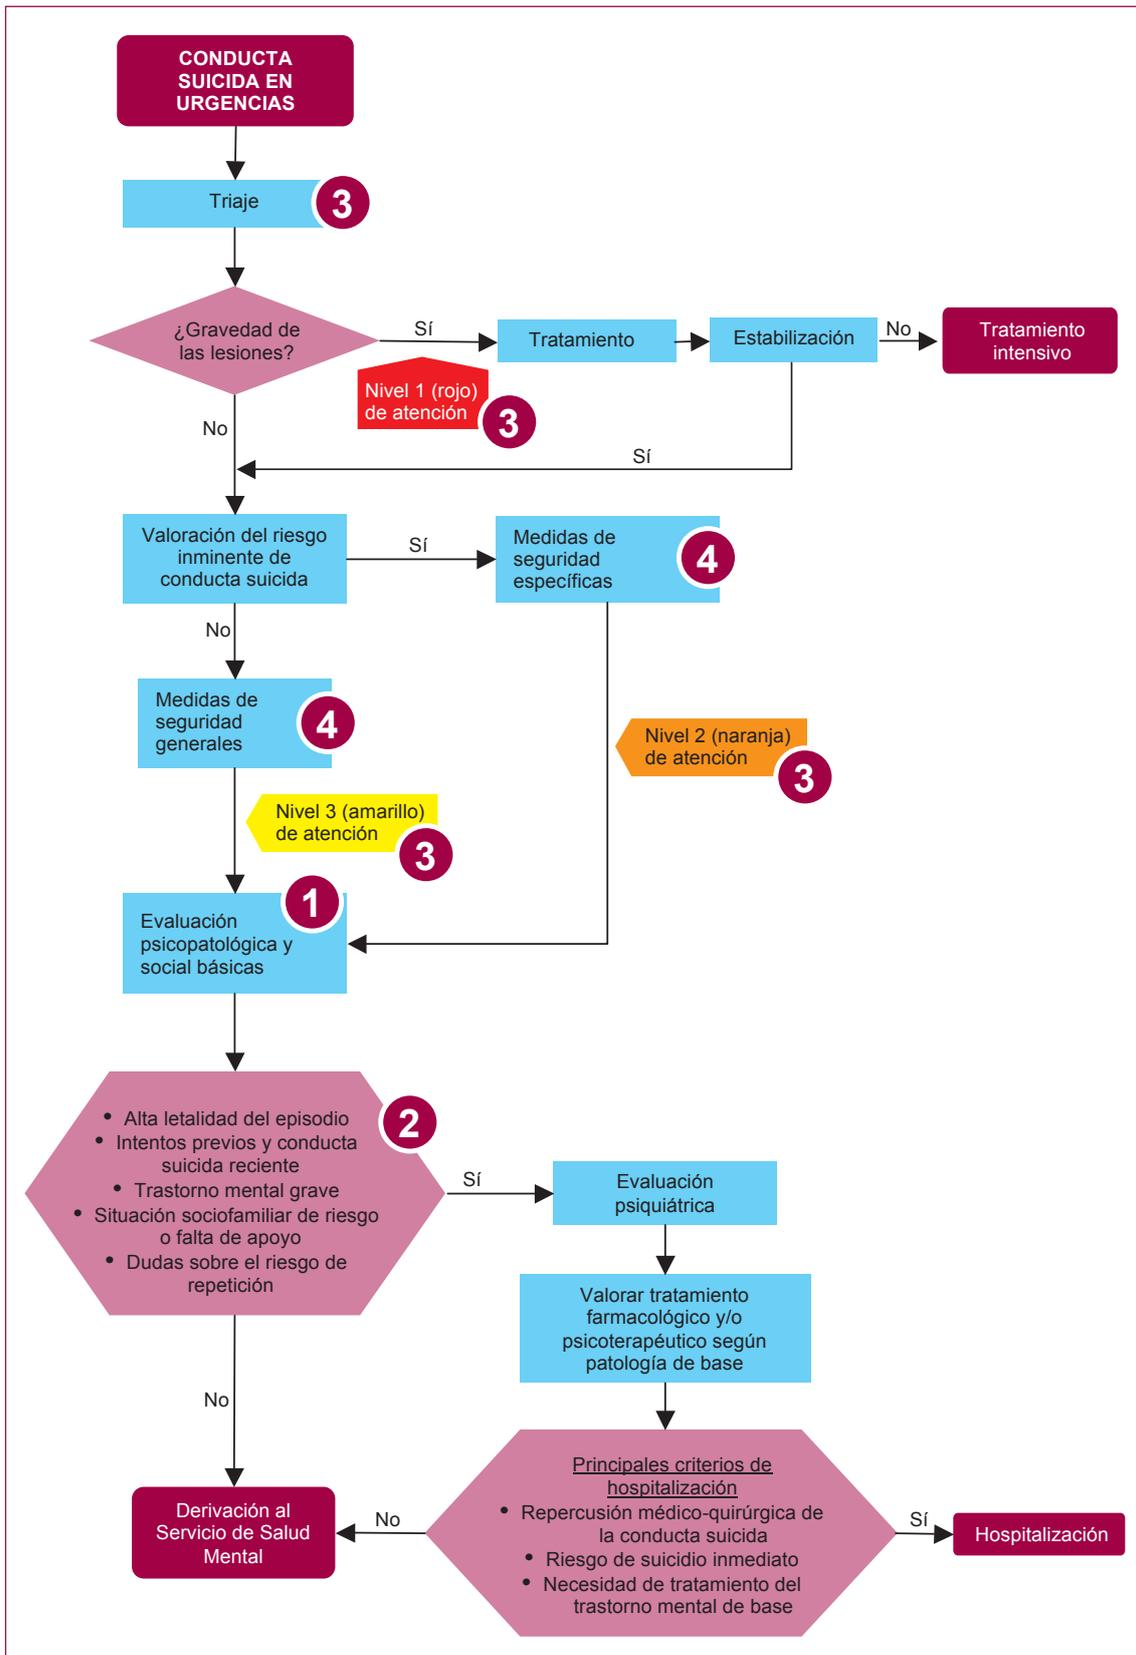 CONDUCTA
SUICIDA EN
URGENCIAS
Triaje
3
¿Gravedad de
las lesiones?
Sí
Tratamiento
Estabilización
No
Tratamiento
intensivo
Nivel 1 (rojo)
de atención
3
No
Sí
Valoración del riesgo
inminente de
conducta suicida
Sí
Medidas de
seguridad
específicas
4
No
Medidas de
seguridad
generales
4
Nivel 2 (naranja)
de atención
3
Nivel 3 (amarillo)
de atención
3
1
Evaluación
psicopatológica y
social básicas
2
• Alta letalidad del episodio
• Intentos previos y conducta
suicida reciente
• Trastorno mental grave
• Situación sociofamiliar de riesgo
o falta de apoyo
• Dudas sobre el riesgo de
repetición
Sí
Evaluación
psiquiátrica
Valorar tratamiento
farmacológico y/o
psicoterapéutico según
patología de base
No
Principales criterios de
hospitalización
• Repercusión médico-quirúrgica de
la conducta suicida
• Riesgo de suicidio inmediato
• Necesidad de tratamiento del
trastorno mental de base
No
Derivación al
Servicio de Salud
Mental
Sí
Hospitalización